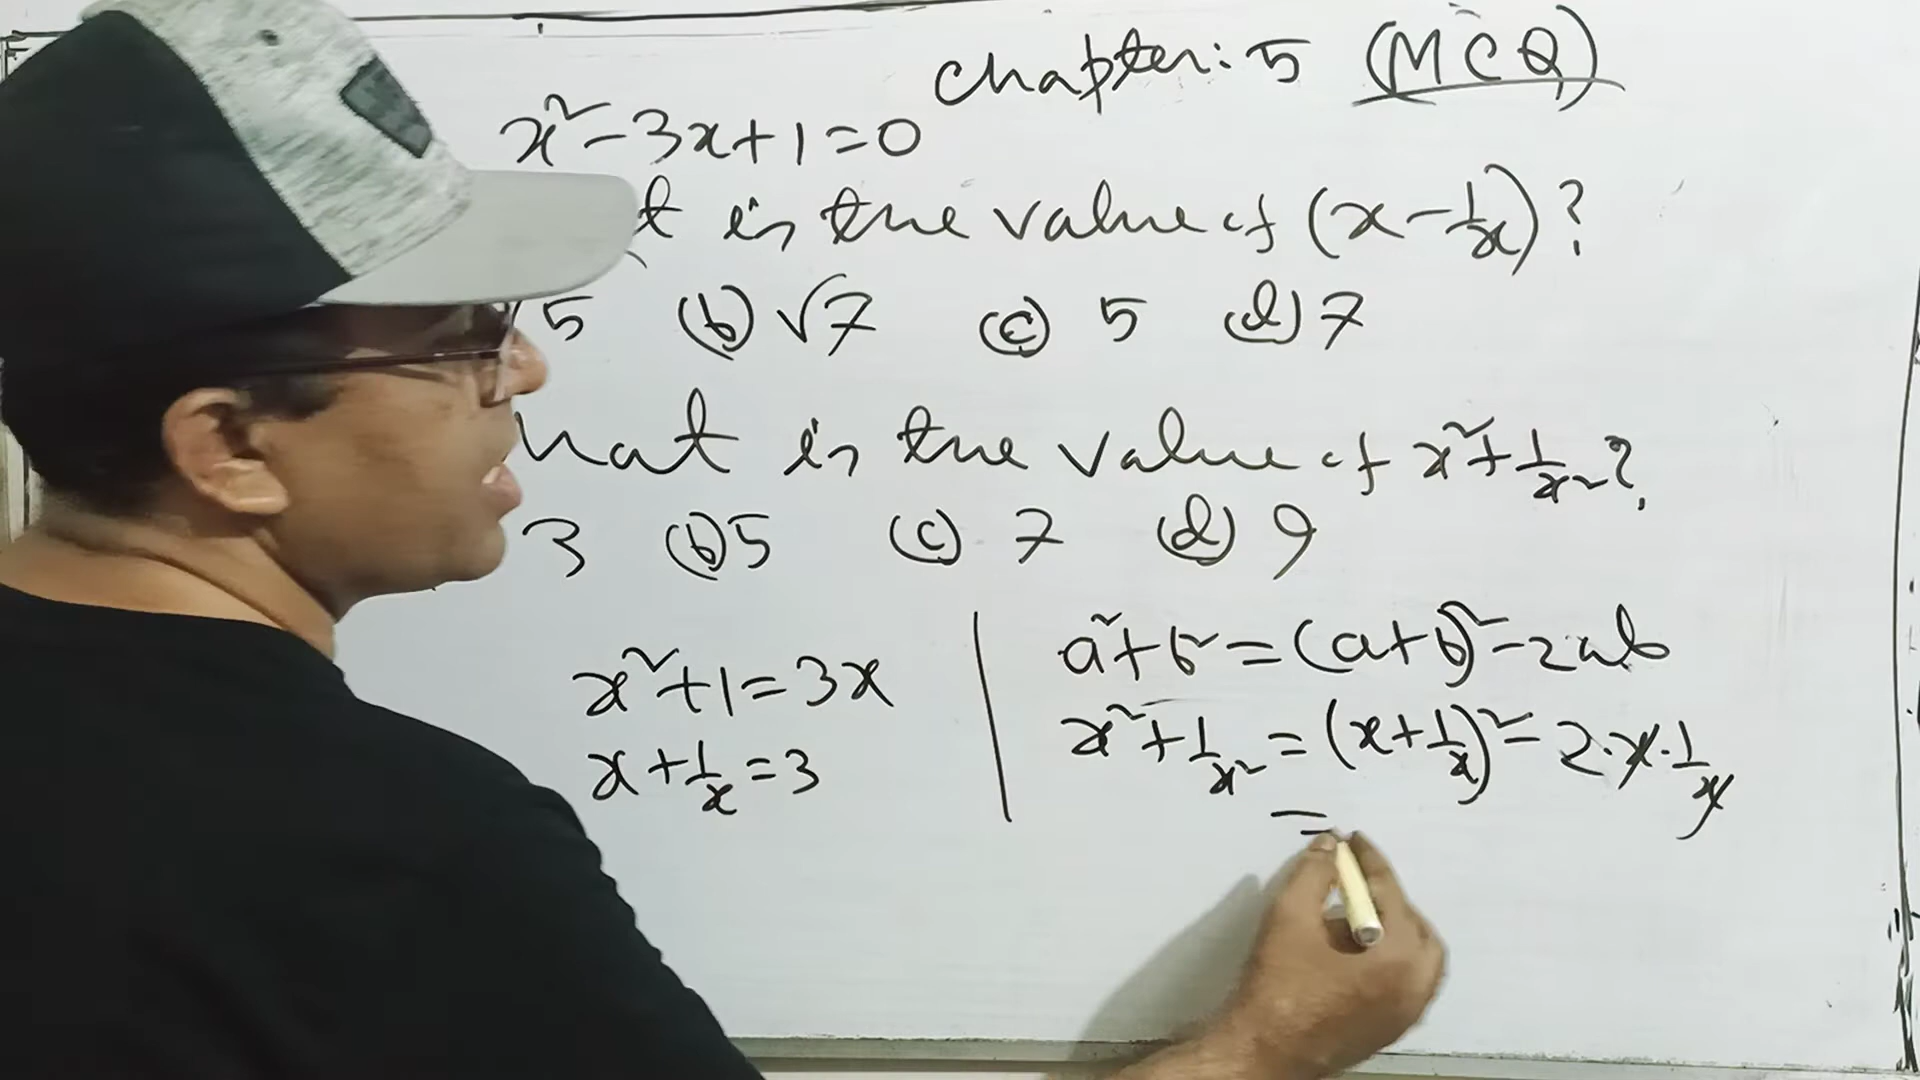 Chapter: 5 (MCQ)
x²-3x+1=0
is the value of (x-1/x)?
5 (b) √7 (c) 5 (d) 7
hat is the value of x²+1/x²?
3 (b) 5 (c) 7 (d) 9
x²+1=3x
x+1/x=3
a²+b²=(a+b)²-2ab
x²+1/x²=(x+1/x)²-2·x·1/x
=